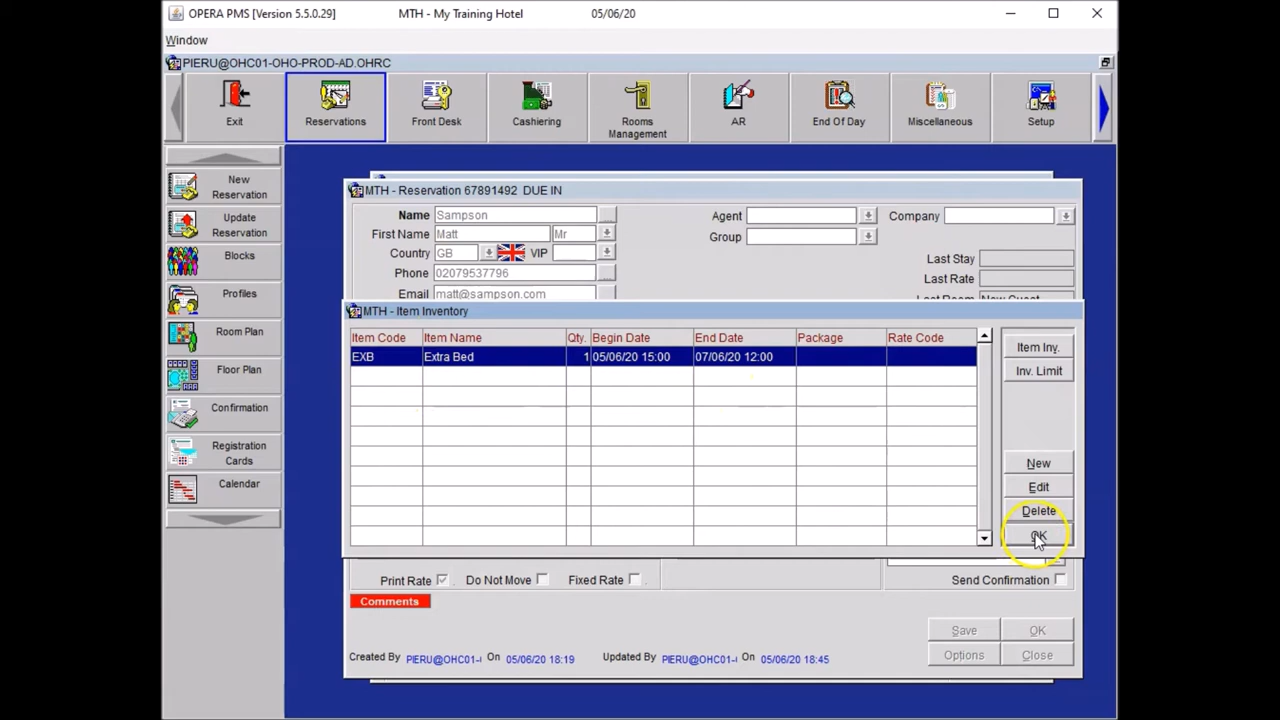 OPERA PMS [Version 5.5.0.29] MTH - My Training Hotel 05/06/20
Window
PIERU@OHC01-OHO-PROD-AD.OHRC
Exit Reservations Front Desk Cashiering Rooms Management AR End Of Day Miscellaneous Setup
New Reservation
Update Reservation
Blocks
Profiles
Room Plan
Floor Plan
Confirmation
Registration Cards
Calendar
MTH - Reservation 67891492 DUE IN
Name Sampson Agent Company
First Name Matt Mr Group
Country GB VIP
Last Stay
Phone 02079537796
Last Rate
Email matt@sampson.com
MTH - Item Inventory
Item Code Item Name Qty. Begin Date End Date Package Rate Code
EXB Extra Bed 1 05/06/20 15:00 07/06/20 12:00
Item Inv.
Inv. Limit
New
Edit
Delete
OK
Print Rate Do Not Move Fixed Rate Send Confirmation
Comments
Save OK
Options Close
Created By PIERU@OHC01- On 05/06/20 18:19 Updated By PIERU@OHC01- On 05/06/20 18:45